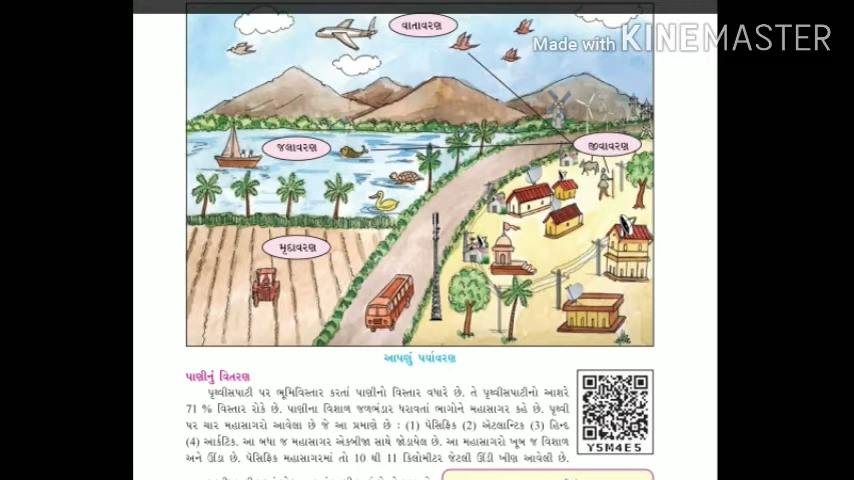 વાતાવરણ
Made with KINEMASTER
જલાવરણ
જીવાવરણ
મૃદાવરણ
આપણું પર્યાવરણ
પાણીનું વિતરણ
પૃથ્વીસપાટી પર ભૂમિવિસ્તાર કરતાં પાણીનો વિસ્તાર વધારે છે. તે પૃથ્વીસપાટીનો આશરે
71 % વિસ્તાર રોકે છે. પાણીના વિશાળ જળભંડાર ધરાવતાં ભાગોને મહાસાગર કહે છે. પૃથ્વી
પર ચાર મહાસાગરો આવેલા છે જે આ પ્રમાણે છે : (1) પેસિફિક (2) એટલાન્ટિક (3) હિન્દ
(4) આર્કટિક. આ બધા જ મહાસાગર એકબીજા સાથે જોડાયેલ છે. આ મહાસાગરો ખૂબ જ વિશાળ
અને ઊંડા છે. પૅસિફિક મહાસાગરમાં તો 10 થી 11 કિલોમીટર જેટલી ઊંડી ખીણ આવેલી છે.
Y5M4E5